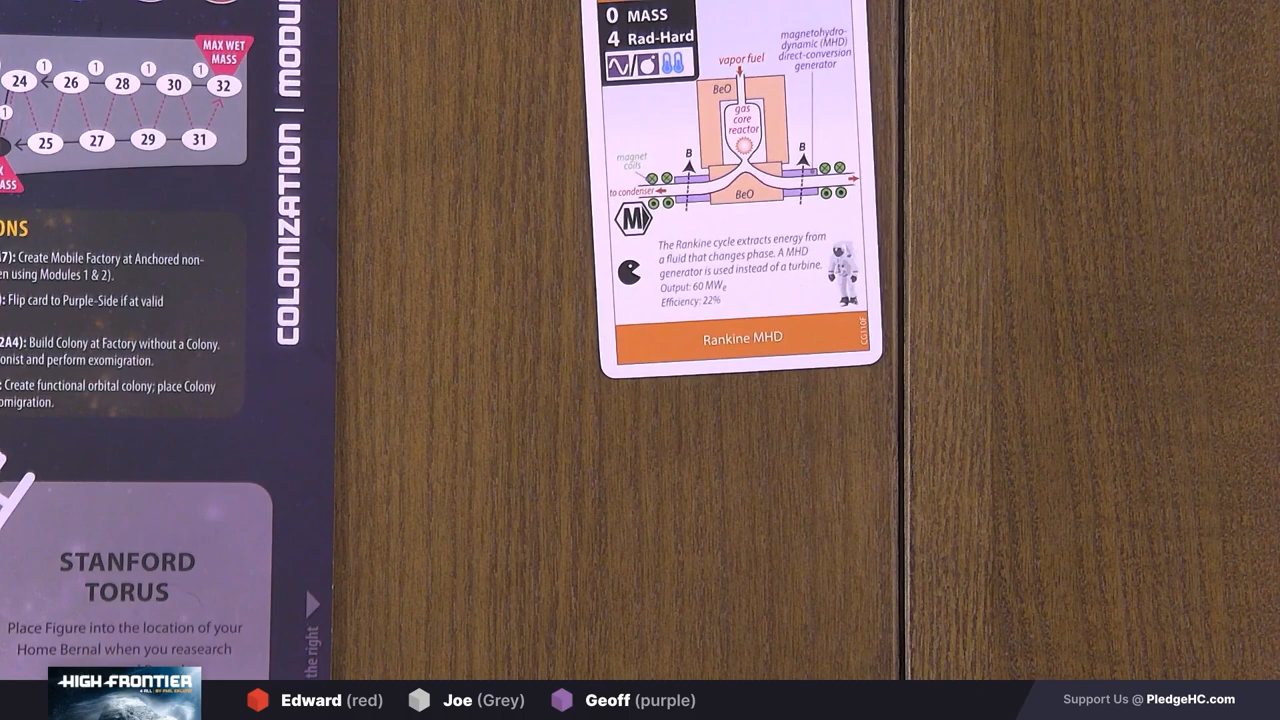 MAX WET
MASS
1
1
1
1
24
26
28
30
32
1
25
27
29
31
ASS
COLONIZATION | MODU
ONS
A7): Create Mobile Factory at Anchored non-
en using Modules 1 & 2).
): Flip card to Purple-Side if at valid
2A4): Build Colony at Factory without a Colony.
onist and perform exomigration.
: Create functional orbital colony; place Colony
omigration.
STANFORD
TORUS
Place Figure into the location of your
Home Bernal when you reasearch
the right
0 MASS
4 Rad-Hard
magnetohydro-
dynamic (MHD)
direct-conversion
generator
vapor fuel
BeO
gas
core
reactor
magnet
coils
B
B
to condenser
BeO
M
The Rankine cycle extracts energy from
a fluid that changes phase. A MHD
generator is used instead of a turbine.
Output: 60 MWe
Efficiency: 22%
Rankine MHD
HIGH FRONTIER
4 ALL
Edward (red)
Joe (Grey)
Geoff (purple)
Support Us @ PledgeHC.com